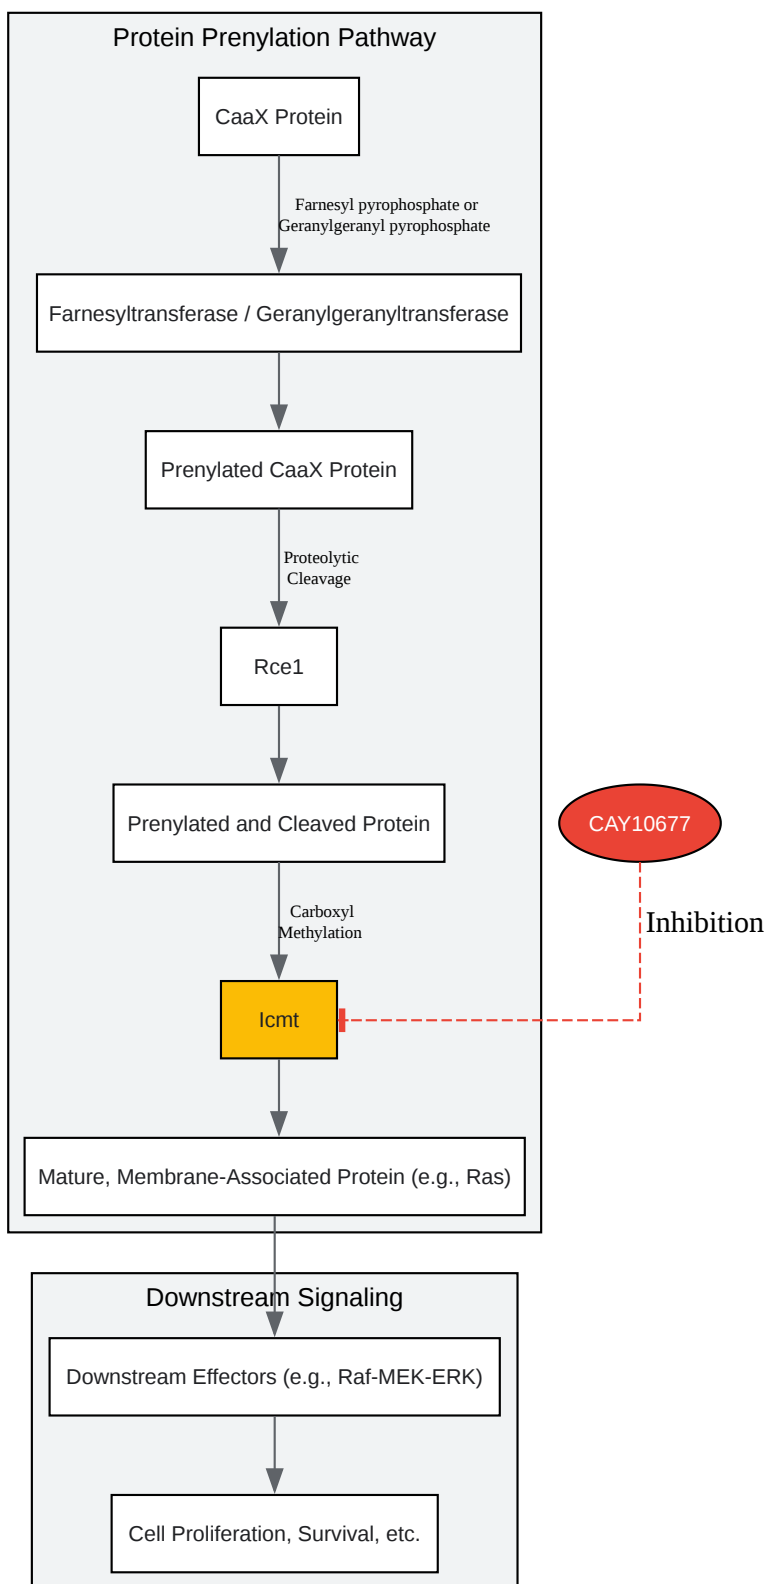 Protein Prenylation Pathway
CaaX Protein
Farnesyl pyrophosphate or
Geranylgeranyl pyrophosphate
Farnesyltransferase / Geranylgeranyltransferase
Prenylated CaaX Protein
Proteolytic
Cleavage
Rce1
Prenylated and Cleaved Protein
CAY10677
Carboxyl
Methylation
Inhibition
Icmt
Mature, Membrane-Associated Protein (e.g., Ras)
Downstream Signaling
Downstream Effectors (e.g., Raf-MEK-ERK)
Cell Proliferation, Survival, etc.